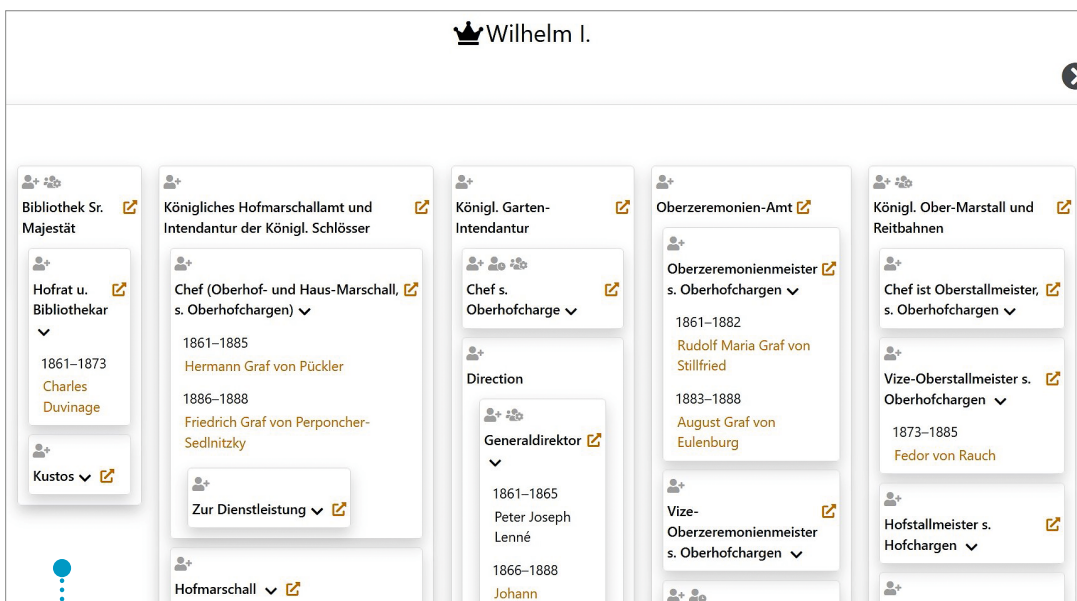 Wilhelm I.
Bibliothek Sr.
Majestät
Hofrat u.
Bibliothekar
1861–1873
Charles
Duvinage
Kustos
Königliches Hofmarschallamt und
Intendantur der Königl. Schlösser
Chef (Oberhof- und Haus-Marschall,
s. Oberhofchargen)
1861–1885
Hermann Graf von Pückler
1886–1888
Friedrich Graf von Perponcher-
Sedlnitzky
Zur Dienstleistung
Hofmarschall
Königl. Garten-
Intendantur
Chef s.
Oberhofcharge
Direction
Generaldirektor
1861–1865
Peter Joseph
Lenné
1866–1888
Johann
Oberzeremonien-Amt
Oberzeremonienmeister
s. Oberhofchargen
1861–1882
Rudolf Maria Graf von
Stillfried
1883–1888
August Graf von
Eulenburg
Vize-
Oberzeremonienmeister
s. Oberhofchargen
Königl. Ober-Marstall und
Reitbahnen
Chef ist Oberstallmeister,
s. Oberhofchargen
Vize-Oberstallmeister s.
Oberhofchargen
1873–1885
Fedor von Rauch
Hofstallmeister s.
Hofchargen